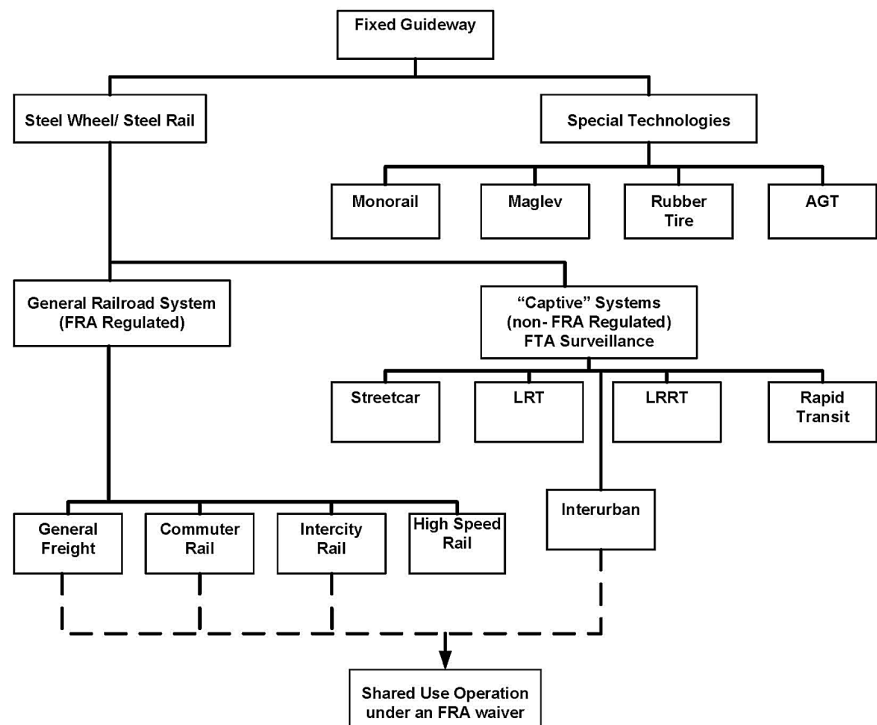 Fixed Guideway
Steel Wheel/ Steel Rail
Special Technologies
Monorail
Maglev
Rubber
Tire
AGT
General Railroad System
(FRA Regulated)
“Captive” Systems
(non- FRA Regulated)
FTA Surveillance
Streetcar
LRT
LRRT
Rapid
Transit
General
Freight
Commuter
Rail
Intercity
Rail
High Speed
Rail
Interurban
Shared Use Operation
under an FRA waiver